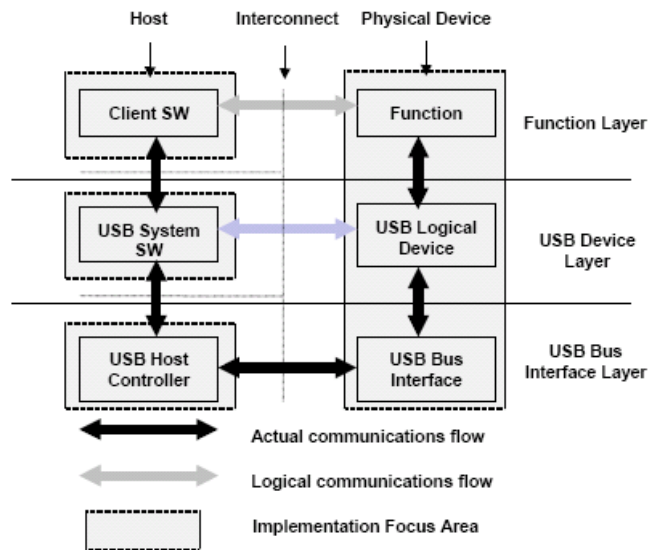 Host
Interconnect
Physical Device
Client SW
Function
Function Layer
USB System
SW
USB Logical
Device
USB Device
Layer
USB Host
Controller
USB Bus
Interface
USB Bus
Interface Layer
Actual communications flow
Logical communications flow
Implementation Focus Area